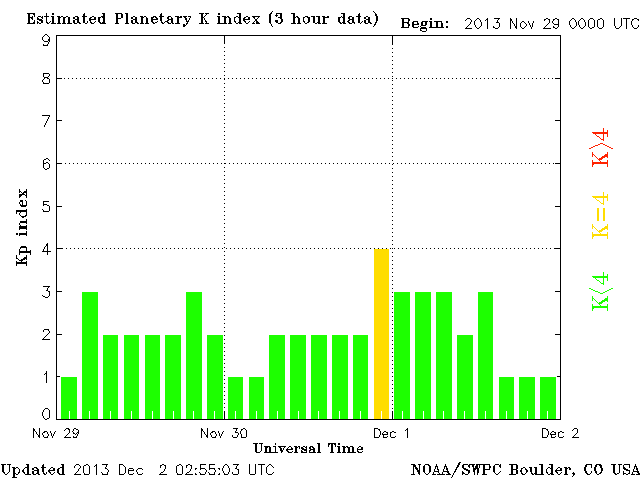 Estimated Planetary K index (3 hour data)
Begin: 2013 Nov 29 0000 UTC
9
8
7
6
5
4
3
2
1
0
Kp index
K>4
K=4
K<4
Nov 29 Nov 30 Dec 1 Dec 2
Universal Time
Updated 2013 Dec 2 02:55:03 UTC
NOAA/SWPC Boulder, CO USA